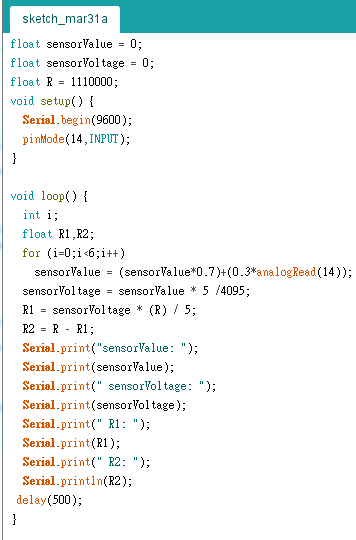 sketch_mar31a
float sensorValue = 0;
float sensorVoltage = 0;
float R = 1110000;
void setup() {
  Serial.begin(9600);
  pinMode(14,INPUT);
}

void loop() {
  int i;
  float R1,R2;
  for (i=0;i<6;i++)
    sensorValue = (sensorValue*0.7)+(0.3*analogRead(14));
  sensorVoltage = sensorValue * 5 /4095;
  R1 = sensorVoltage * (R) / 5;
  R2 = R - R1;
  Serial.print("sensorValue: ");
  Serial.print(sensorValue);
  Serial.print(" sensorVoltage: ");
  Serial.print(sensorVoltage);
  Serial.print(" R1: ");
  Serial.print(R1);
  Serial.print(" R2: ");
  Serial.println(R2);
 delay(500);
}